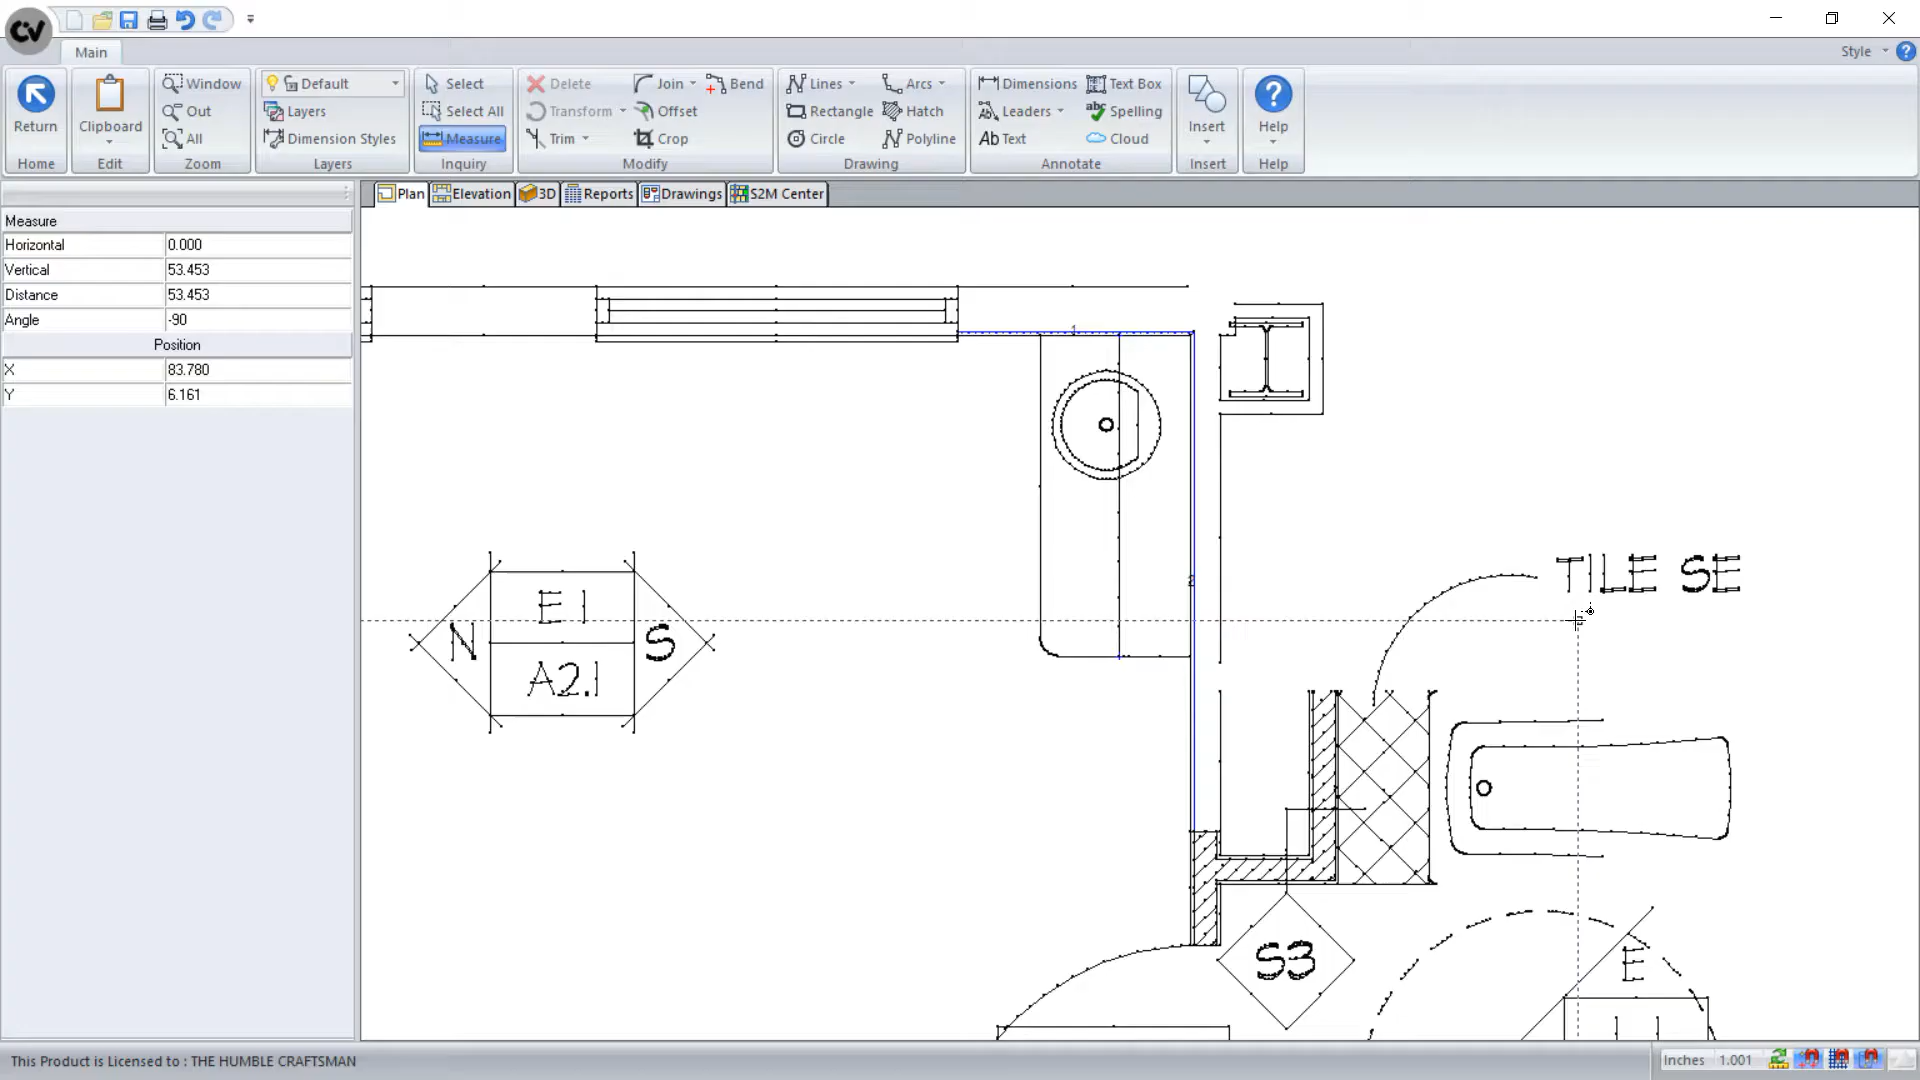 CV
Main
Style
Return
Home
Clipboard
Edit
Window
Out
All
Zoom
Default
Layers
Dimension Styles
Layers
Select
Select All
Measure
Inquiry
Delete
Join
Bend
Transform
Offset
Trim
Crop
Modify
Lines
Arcs
Rectangle
Hatch
Circle
Polyline
Drawing
Dimensions
Text Box
Leaders
abc Spelling
Ab Text
Cloud
Annotate
Insert
Insert
Help
Help
Plan
Elevation
3D
Reports
Drawings
S2M Center
Measure
Horizontal 0.000
Vertical 53.453
Distance 53.453
Angle -90
Position
X 83.780
Y 6.161
1
2
TILE SE
E1
N
S
A2.1
S3
E
This Product is Licensed to : THE HUMBLE CRAFTSMAN
Inches 1.001